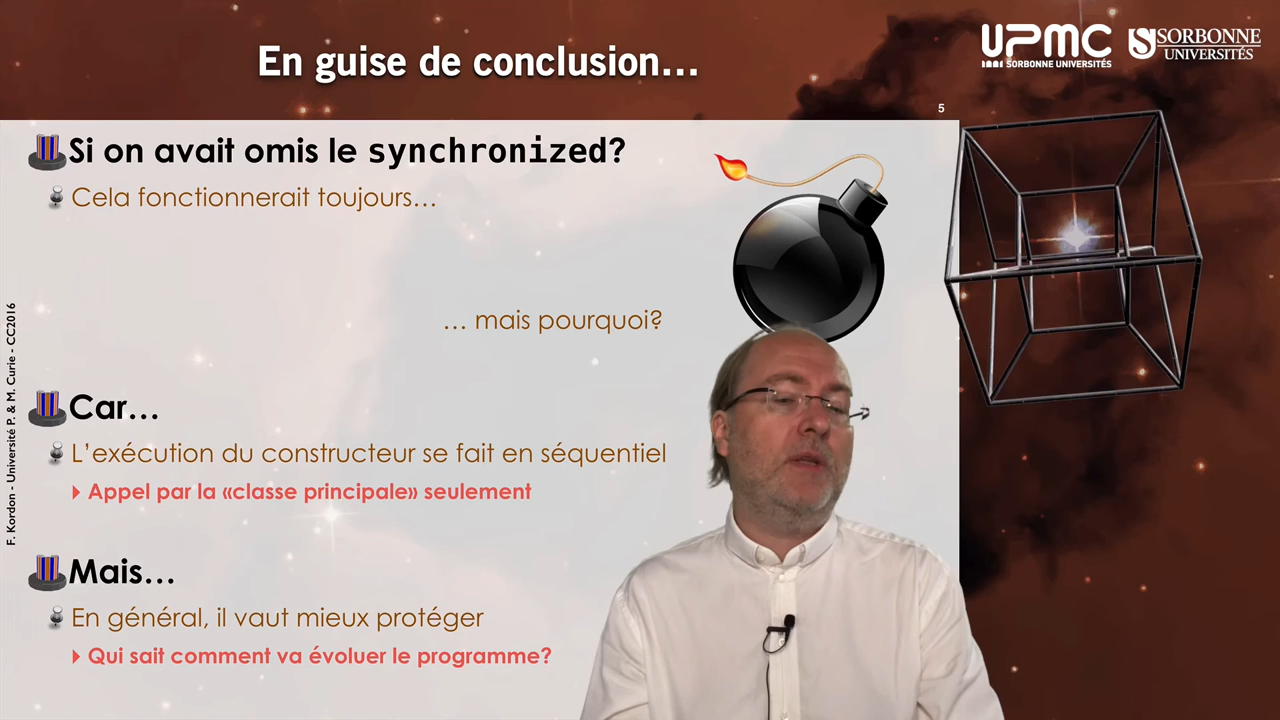 En guise de conclusion...
UPMC
SORBONNE UNIVERSITÉS
SORBONNE
UNIVERSITÉS
5
Si on avait omis le synchronized?
Cela fonctionnerait toujours...
... mais pourquoi?
Car...
L'exécution du constructeur se fait en séquentiel
Appel par la «classe principale» seulement
Mais...
En général, il vaut mieux protéger
Qui sait comment va évoluer le programme?
F. Kordon - Université P. & M. Curie - CC2016